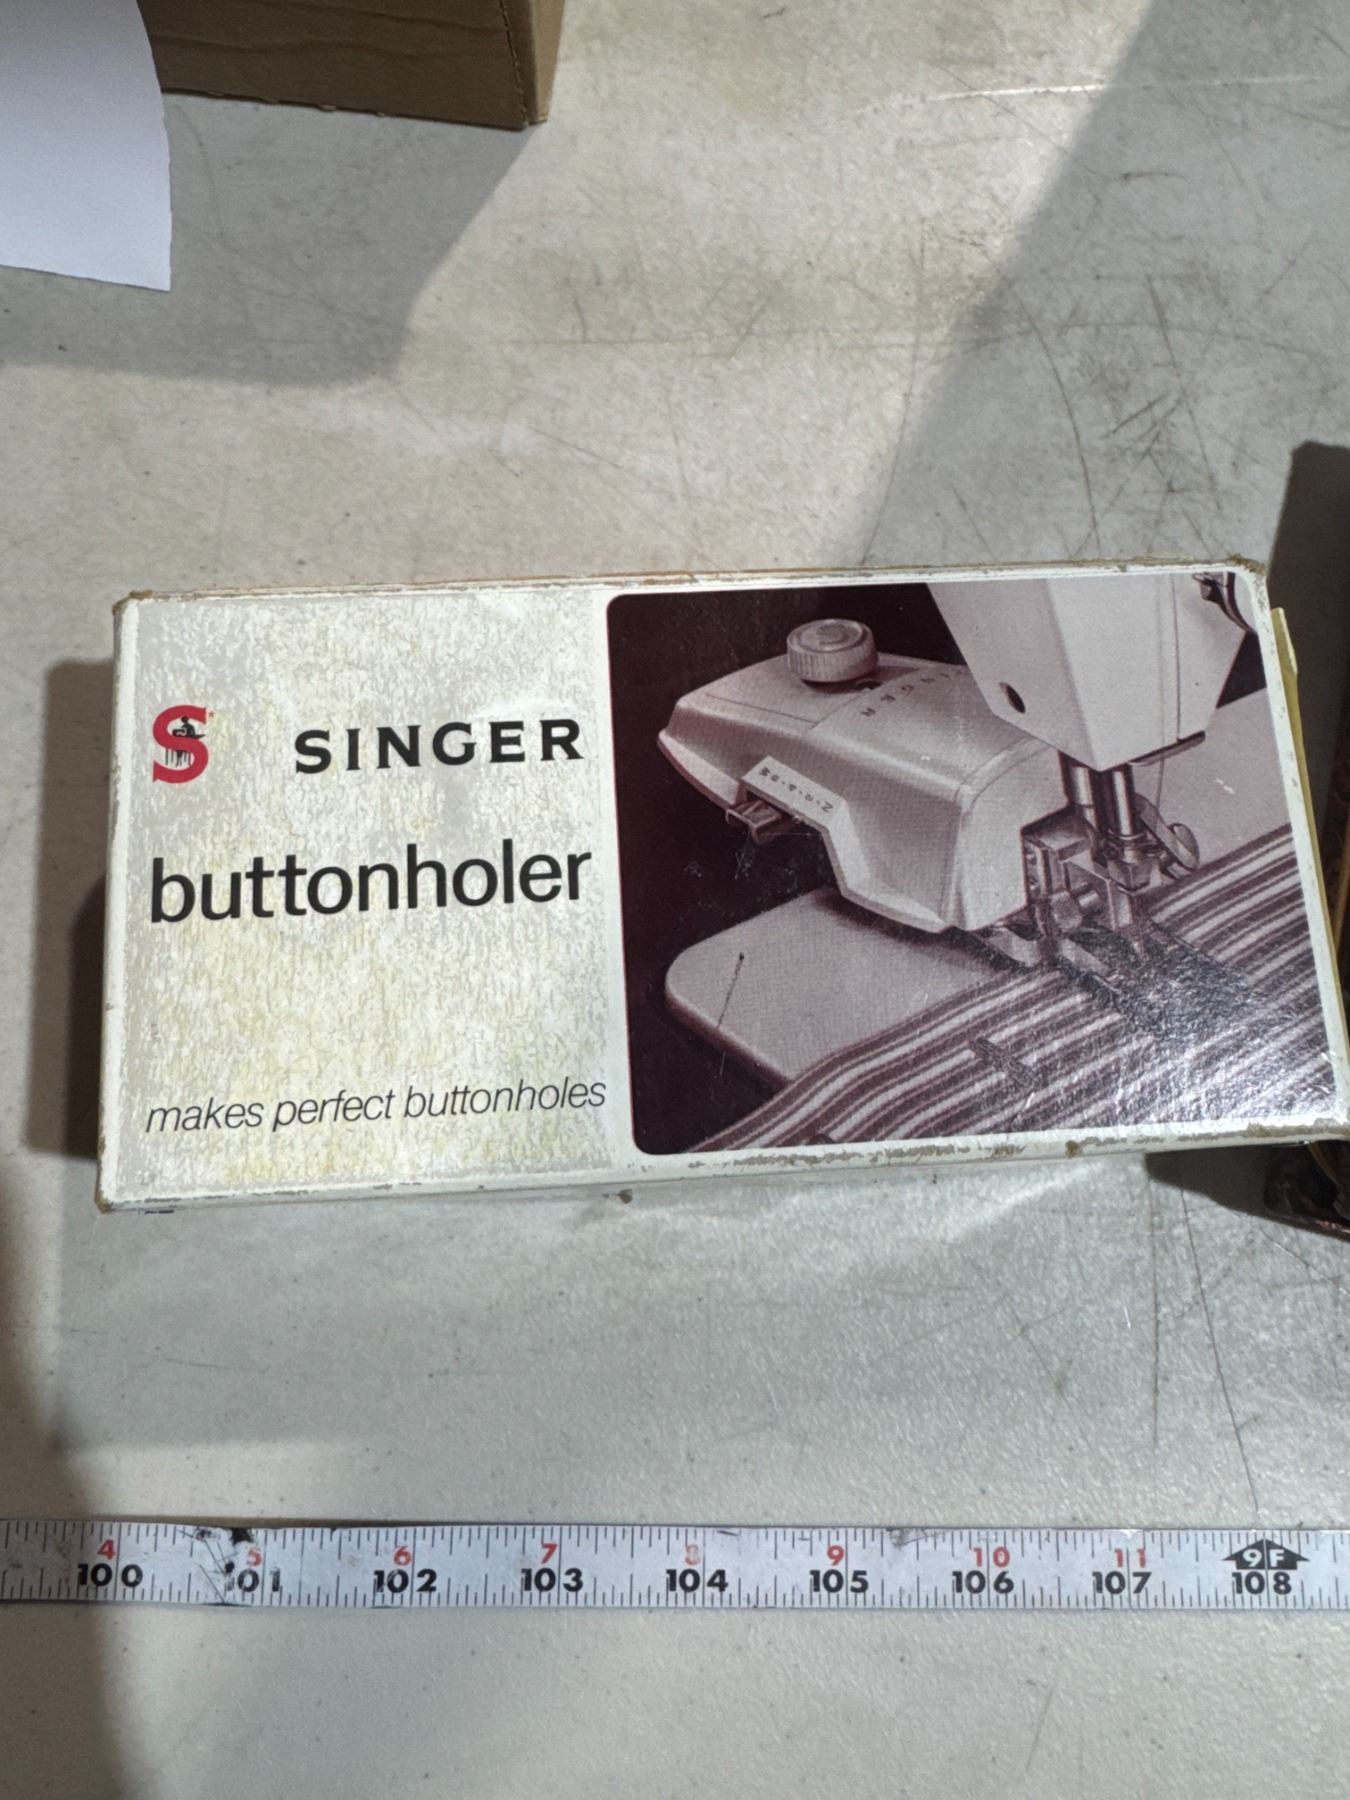 S SINGER
buttonholer
makes perfect buttonholes
SINGER
4 5 6 7 8 9 10 11 9F
100 101 102 103 104 105 106 107 108